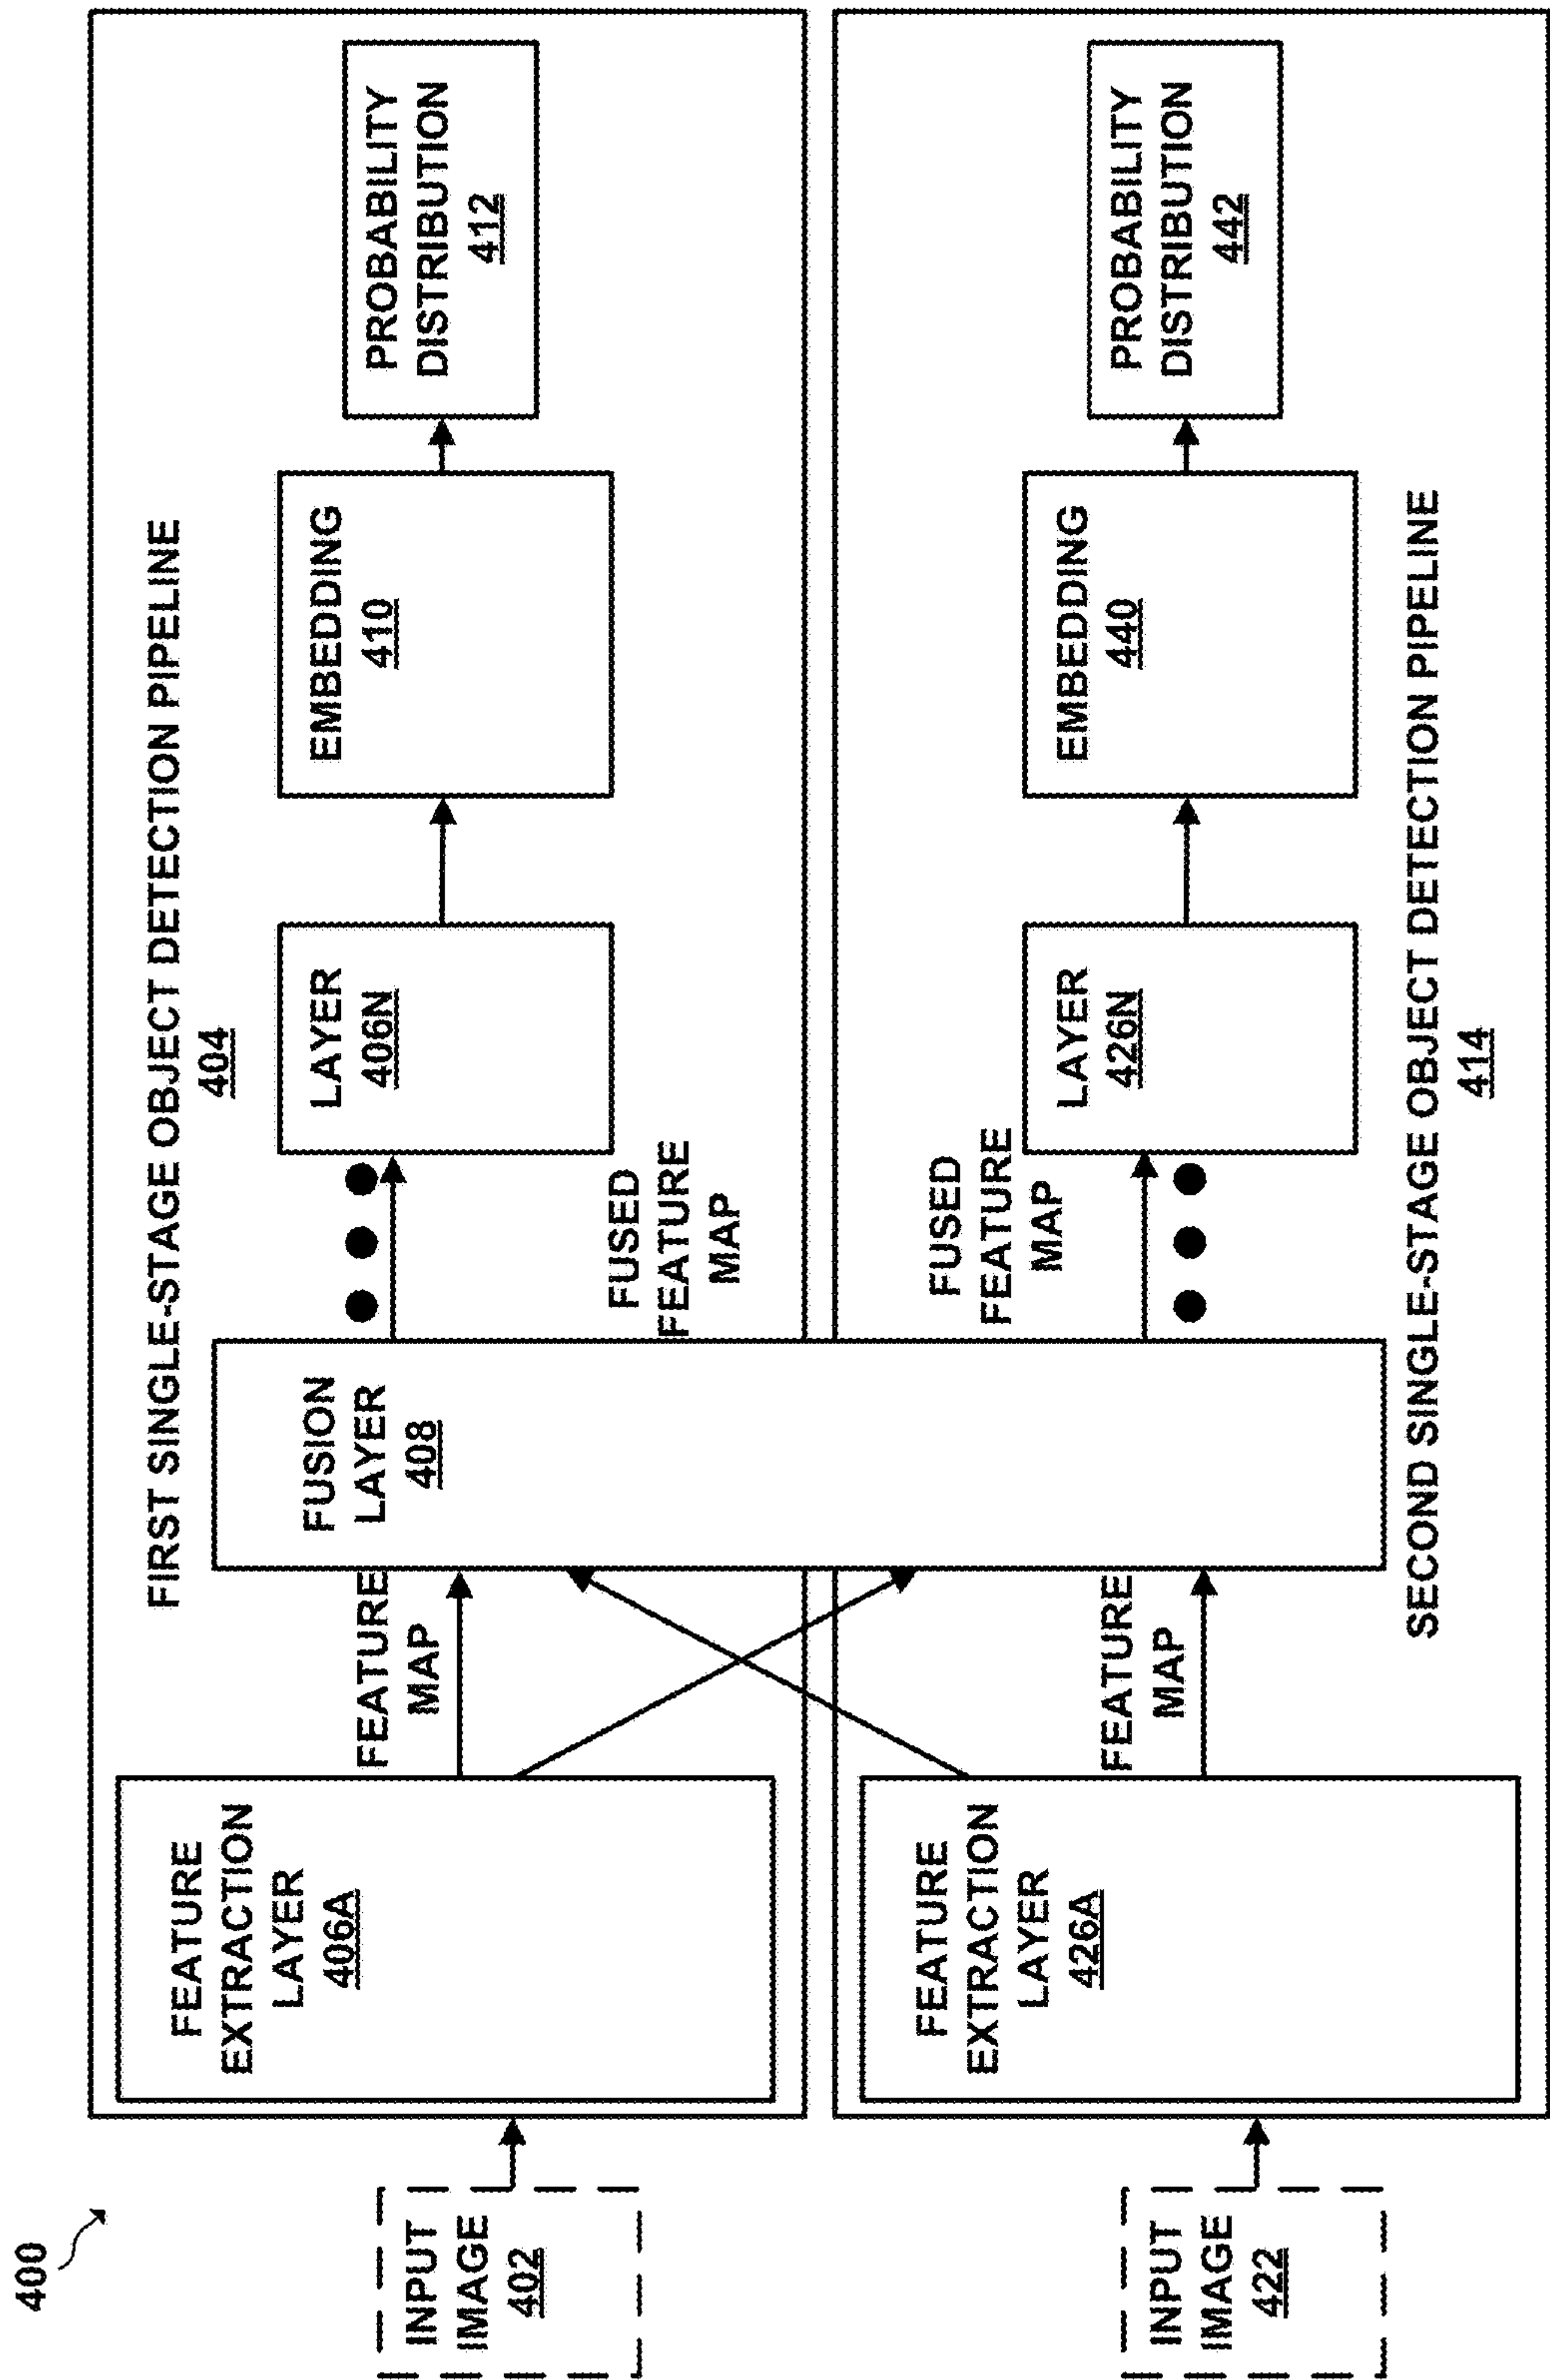 400
INPUT
IMAGE
402
FIRST SINGLE-STAGE OBJECT DETECTION PIPELINE
404
FEATURE
EXTRACTION
LAYER
406A
FEATURE
MAP
FUSION
LAYER
408
FUSED
FEATURE
MAP
LAYER
406N
EMBEDDING
410
PROBABILITY
DISTRIBUTION
412
INPUT
IMAGE
422
FEATURE
EXTRACTION
LAYER
426A
FEATURE
MAP
FUSED
FEATURE
MAP
LAYER
426N
EMBEDDING
440
PROBABILITY
DISTRIBUTION
442
SECOND SINGLE-STAGE OBJECT DETECTION PIPELINE
414